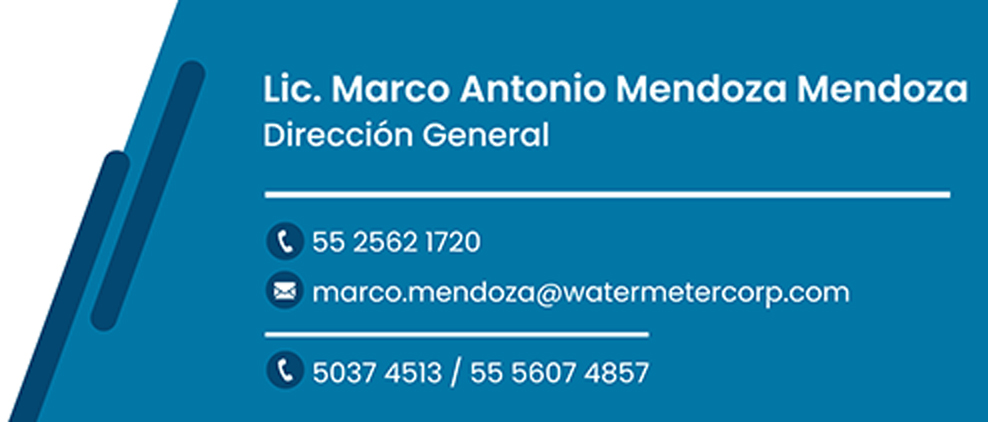 Lic. Marco Antonio Mendoza Mendoza
Dirección General
55 2562 1720
marco.mendoza@watermetercorp.com
5037 4513 / 55 5607 4857